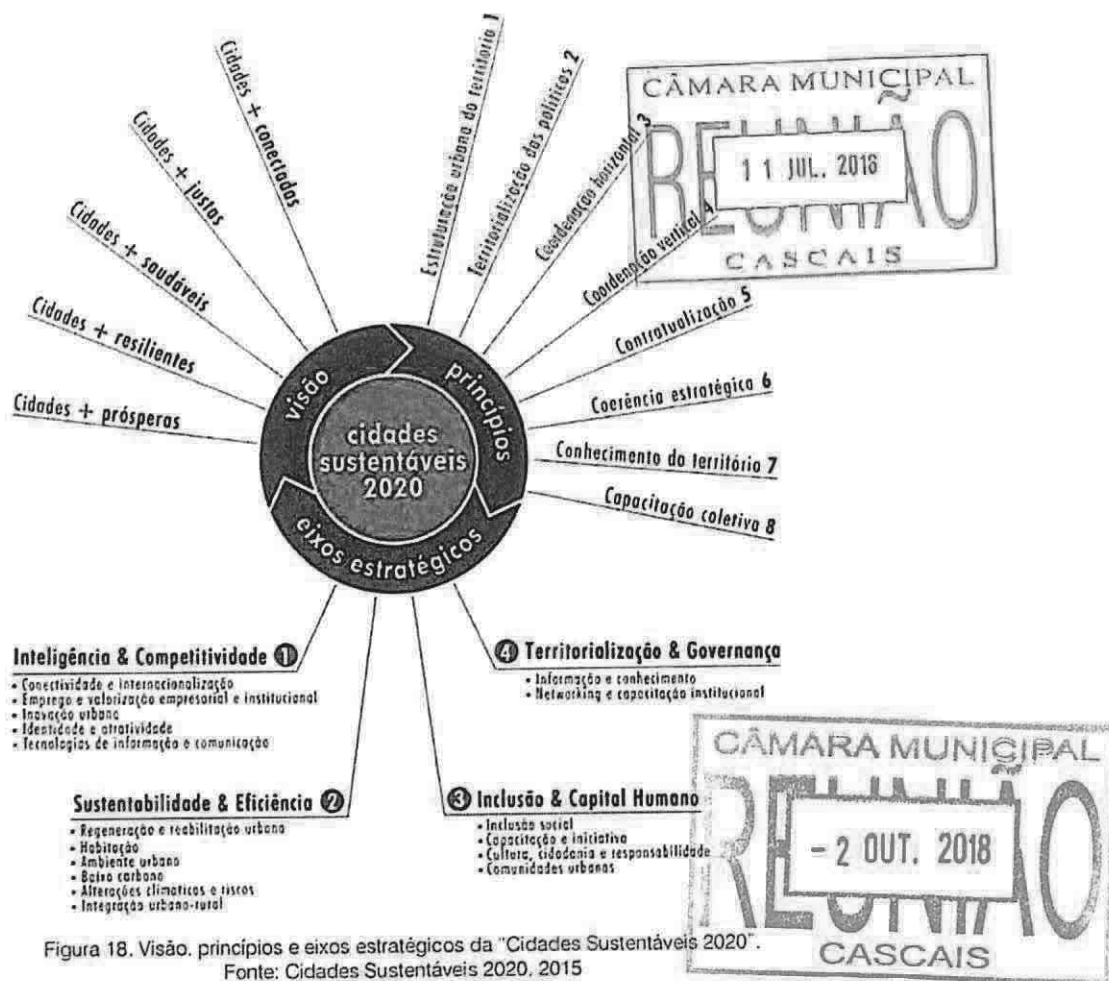 Cidades + conectadas
Cidades + justas
Cidades + saudáveis
Cidades + resilientes
Cidades + prósperas
Estruturação urbana do território 1
Territorialização das políticas 2
Coordenação horizontal 3
Coordenação vertical 4
Contratualização 5
Coerência estratégica 6
Conhecimento do território 7
Capacitação coletiva 8
CÂMARA MUNICIPAL
REUNIÃO
11 JUL. 2018
CASCAIS
visão
princípios
eixos estratégicos
cidades
sustentáveis
2020
Inteligência & Competitividade 1
• Conectividade e internacionalização
• Emprego e valorização empresarial e institucional
• Inovação urbana
• Identidade e atratividade
• Tecnologias de informação e comunicação
4 Territorialização & Governança
• Informação e conhecimento
• Networking e capacitação institucional
Sustentabilidade & Eficiência 2
• Regeneração e reabilitação urbana
• Habitação
• Ambiente urbano
• Baixo carbono
• Alterações climáticas e riscos
• Integração urbano-rural
3 Inclusão & Capital Humano
• Inclusão social
• Capacitação e iniciativa
• Cultura, cidadania e responsabilidade
• Comunidades urbanas
CÂMARA MUNICIPAL
REUNIÃO
- 2 OUT. 2018
CASCAIS
Figura 18. Visão, princípios e eixos estratégicos da "Cidades Sustentáveis 2020".
Fonte: Cidades Sustentáveis 2020, 2015